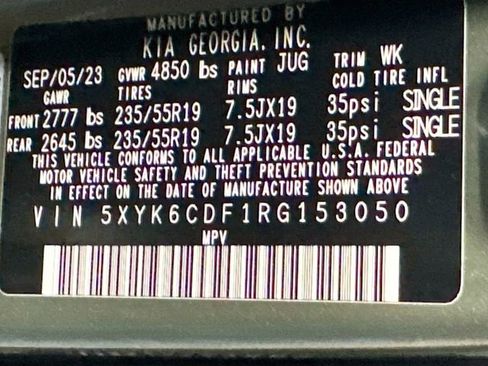 MANUFACTURED BY
KIA GEORGIA, INC.
SEP/05/23 GVWR 4850 lbs PAINT JUG TRIM WK
GAWR TIRES RIMS COLD TIRE INFL
FRONT 2777 lbs 235/55R19 7.5JX19 35psi SINGLE
REAR 2645 lbs 235/55R19 7.5JX19 35psi SINGLE
THIS VEHICLE CONFORMS TO ALL APPLICABLE U.S.A. FEDERAL
MOTOR VEHICLE SAFETY AND THEFT PREVENTION STANDARDS
IN EFFECT ON THE DATE OF MANUFACTURE SHOWN ABOVE
VIN 5XYK6CDF1RG153050
MPV